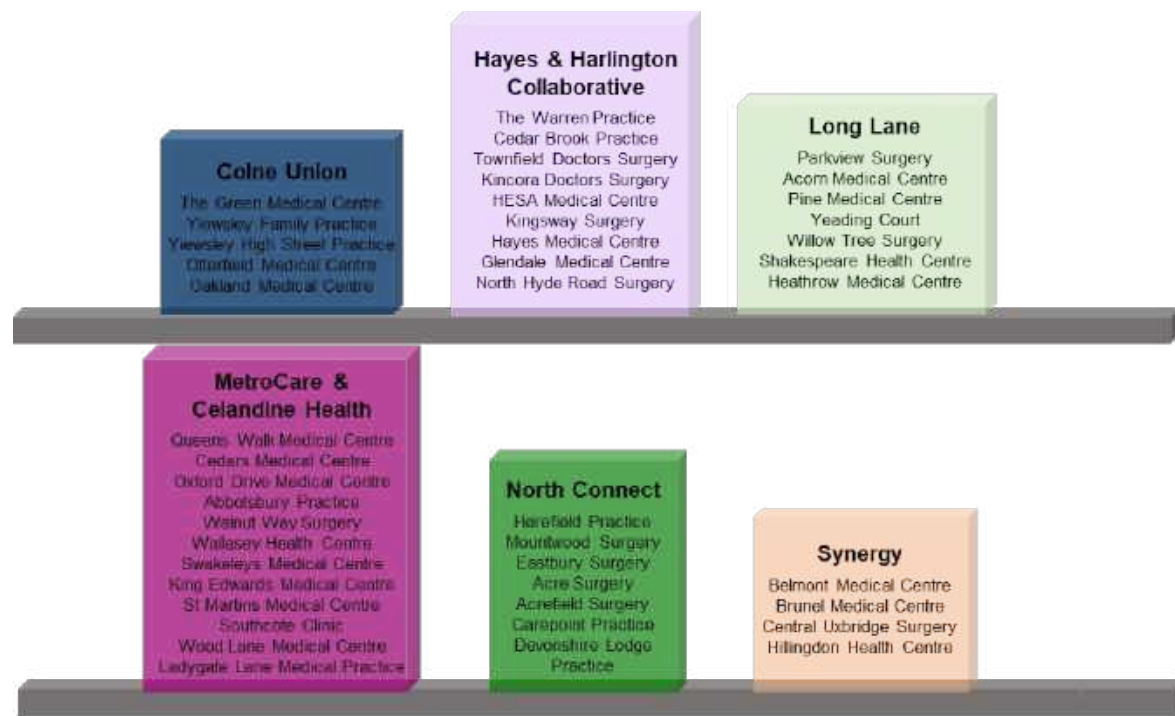 Colne Union
The Green Medical Centre
Yiewsley Family Practice
Yiewsley High Street Practice
Otterfield Medical Centre
Oakland Medical Centre
Hayes & Harlington
Collaborative
The Warren Practice
Cedar Brook Practice
Townfield Doctors Surgery
Kincora Doctors Surgery
HESA Medical Centre
Kingsway Surgery
Hayes Medical Centre
Glendale Medical Centre
North Hyde Road Surgery
Long Lane
Parkview Surgery
Acorn Medical Centre
Pine Medical Centre
Yeading Court
Willow Tree Surgery
Shakespeare Health Centre
Heathrow Medical Centre
MetroCare &
Celandine Health
Queens Walk Medical Centre
Cedars Medical Centre
Oxford Drive Medical Centre
Abbotsbury Practice
Walnut Way Surgery
Wallasey Health Centre
Swakeleys Medical Centre
King Edwards Medical Centre
St Martins Medical Centre
Southcote Clinic
Wood Lane Medical Centre
Ladygate Lane Medical Practice
North Connect
Harefield Practice
Mountwood Surgery
Eastbury Surgery
Acre Surgery
Acrefield Surgery
Carepoint Practice
Devonshire Lodge
Practice
Synergy
Belmont Medical Centre
Brunel Medical Centre
Central Uxbridge Surgery
Hillingdon Health Centre